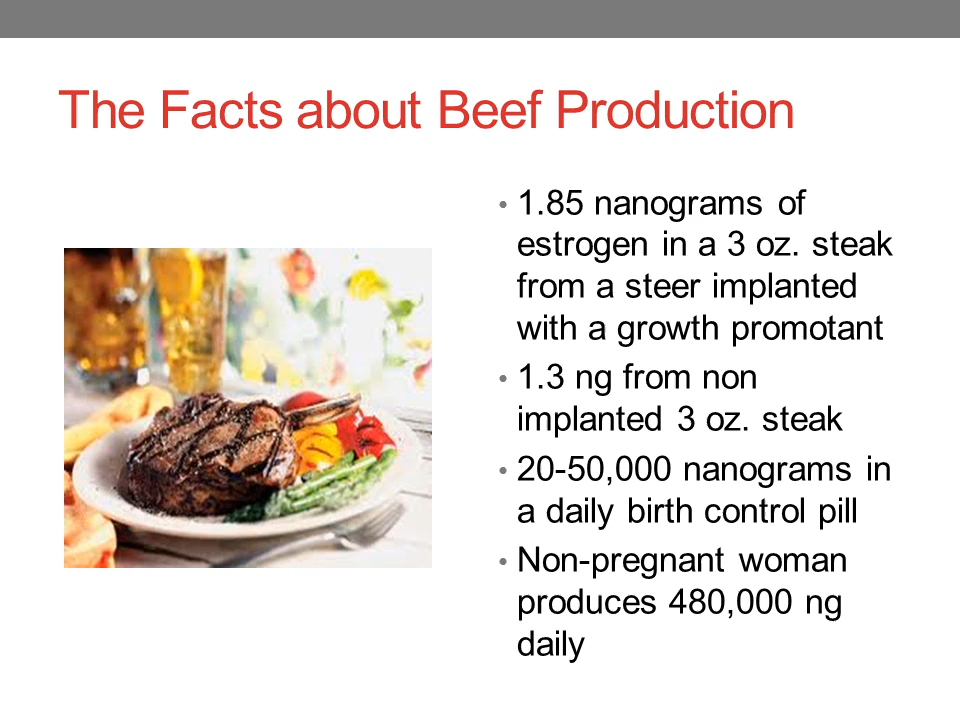 The Facts about Beef Production
• 1.85 nanograms of
estrogen in a 3 oz. steak
from a steer implanted
with a growth promotant
• 1.3 ng from non
implanted 3 oz. steak
• 20-50,000 nanograms in
a daily birth control pill
• Non-pregnant woman
produces 480,000 ng
daily